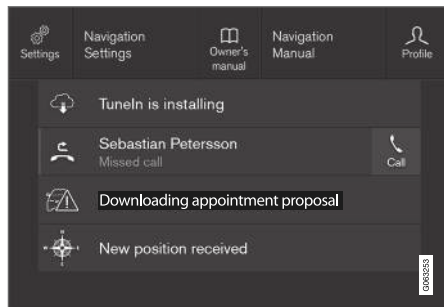 Settings
Navigation
Settings
Owner's
manual
Navigation
Manual
Profile
TuneIn is installing
Sebastian Petersson
Missed call
Call
Downloading appointment proposal
New position received
G063253